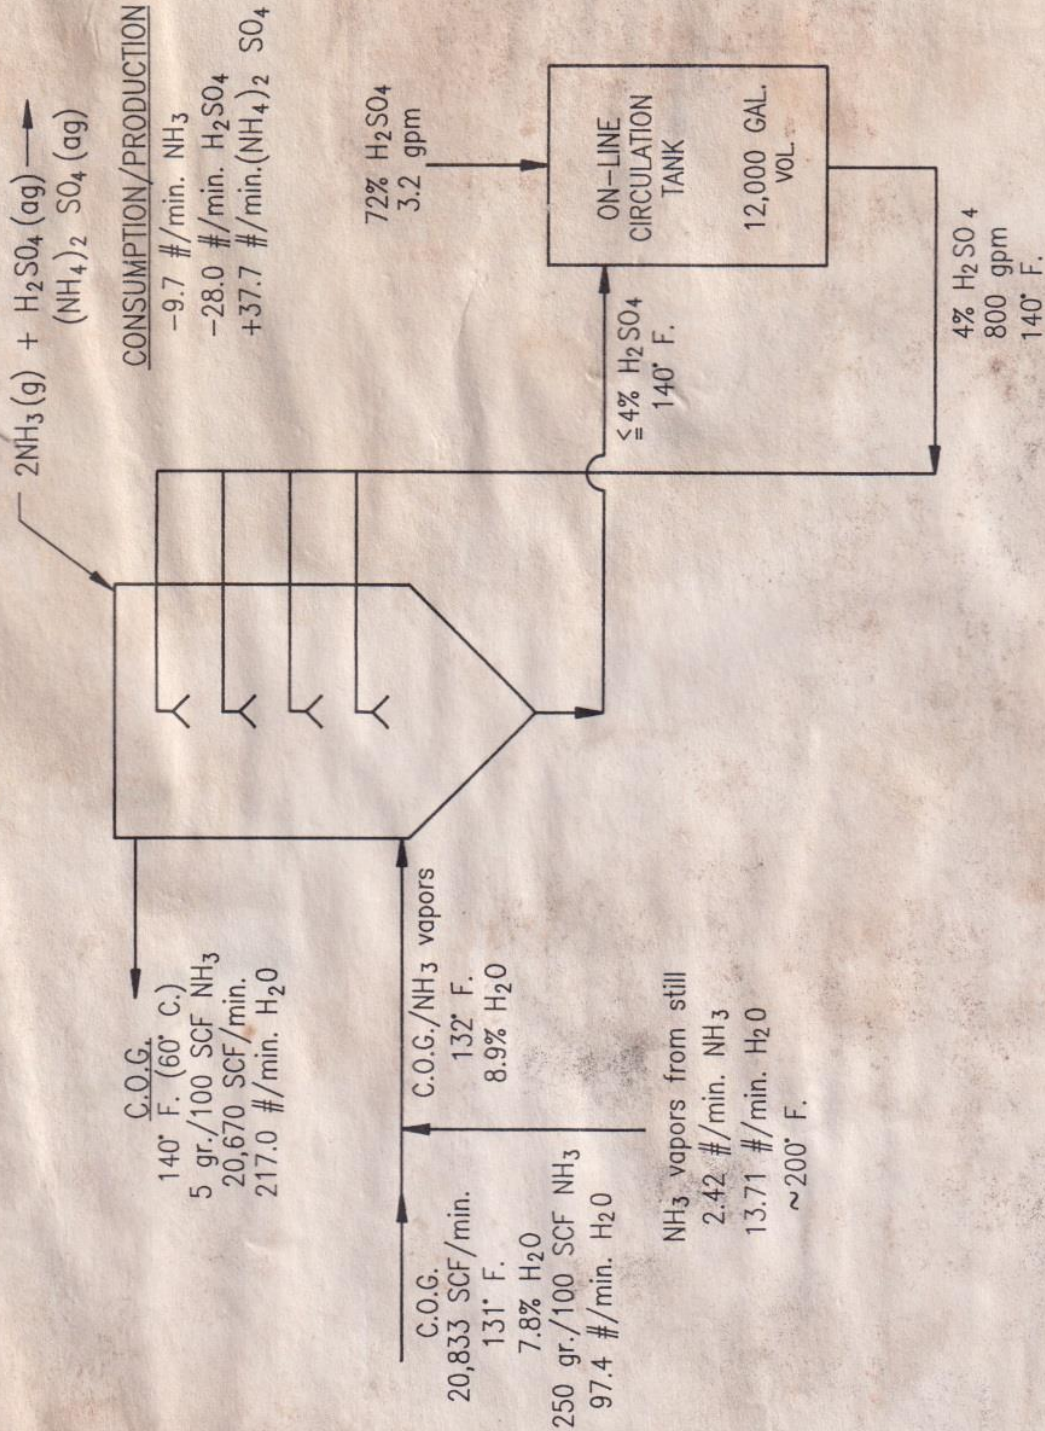 2NH3(g) + H2SO4(ag) →
(NH4)2 SO4(ag)
CONSUMPTION/PRODUCTION
-9.7 #/min. NH3
-28.0 #/min. H2SO4
+37.7 #/min.(NH4)2 SO4
72% H2SO4
3.2 gpm
ON-LINE
CIRCULATION
TANK
12,000 GAL.
VOL.
≤4% H2SO4
140° F.
4% H2SO4
800 gpm
140° F.
C.O.G.
140° F. (60° C.)
5 gr./100 SCF NH3
20,670 SCF/min.
217.0 #/min. H2O
C.O.G./NH3 vapors
132° F.
8.9% H2O
C.O.G.
20,833 SCF/min.
131° F.
7.8% H2O
250 gr./100 SCF NH3
97.4 #/min. H2O
NH3 vapors from still
2.42 #/min. NH3
13.71 #/min. H2O
~200° F.